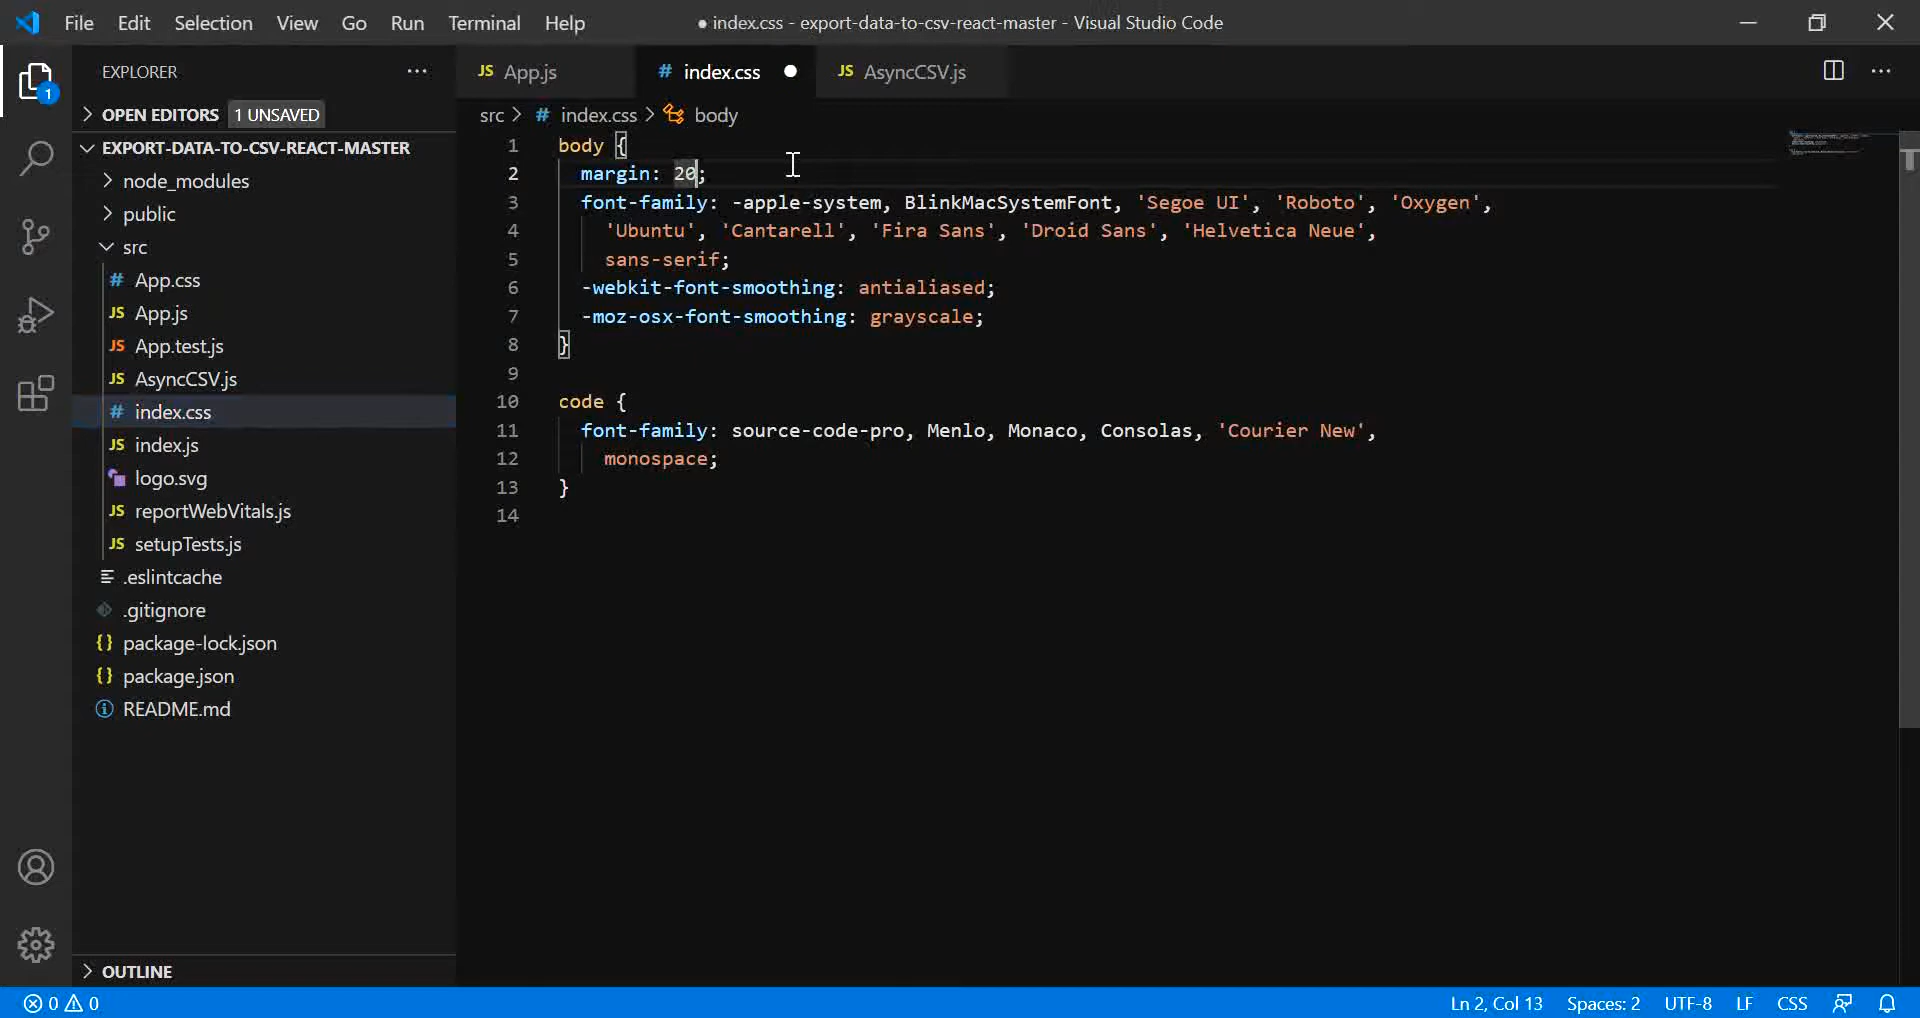 File Edit Selection View Go Run Terminal Help
● index.css - export-data-to-csv-react-master - Visual Studio Code
EXPLORER
1
OPEN EDITORS 1 UNSAVED
EXPORT-DATA-TO-CSV-REACT-MASTER
node_modules
public
src
# App.css
JS App.js
JS App.test.js
JS AsyncCSV.js
# index.css
JS index.js
logo.svg
JS reportWebVitals.js
JS setupTests.js
.eslintcache
.gitignore
{} package-lock.json
{} package.json
README.md
OUTLINE
JS App.js # index.css ● JS AsyncCSV.js
src > # index.css > body
1 body {
2 margin: 20;
3 font-family: -apple-system, BlinkMacSystemFont, 'Segoe UI', 'Roboto', 'Oxygen',
4 'Ubuntu', 'Cantarell', 'Fira Sans', 'Droid Sans', 'Helvetica Neue',
5 sans-serif;
6 -webkit-font-smoothing: antialiased;
7 -moz-osx-font-smoothing: grayscale;
8 }
9
10 code {
11 font-family: source-code-pro, Menlo, Monaco, Consolas, 'Courier New',
12 monospace;
13 }
14
0 0
Ln 2, Col 13 Spaces: 2 UTF-8 LF CSS